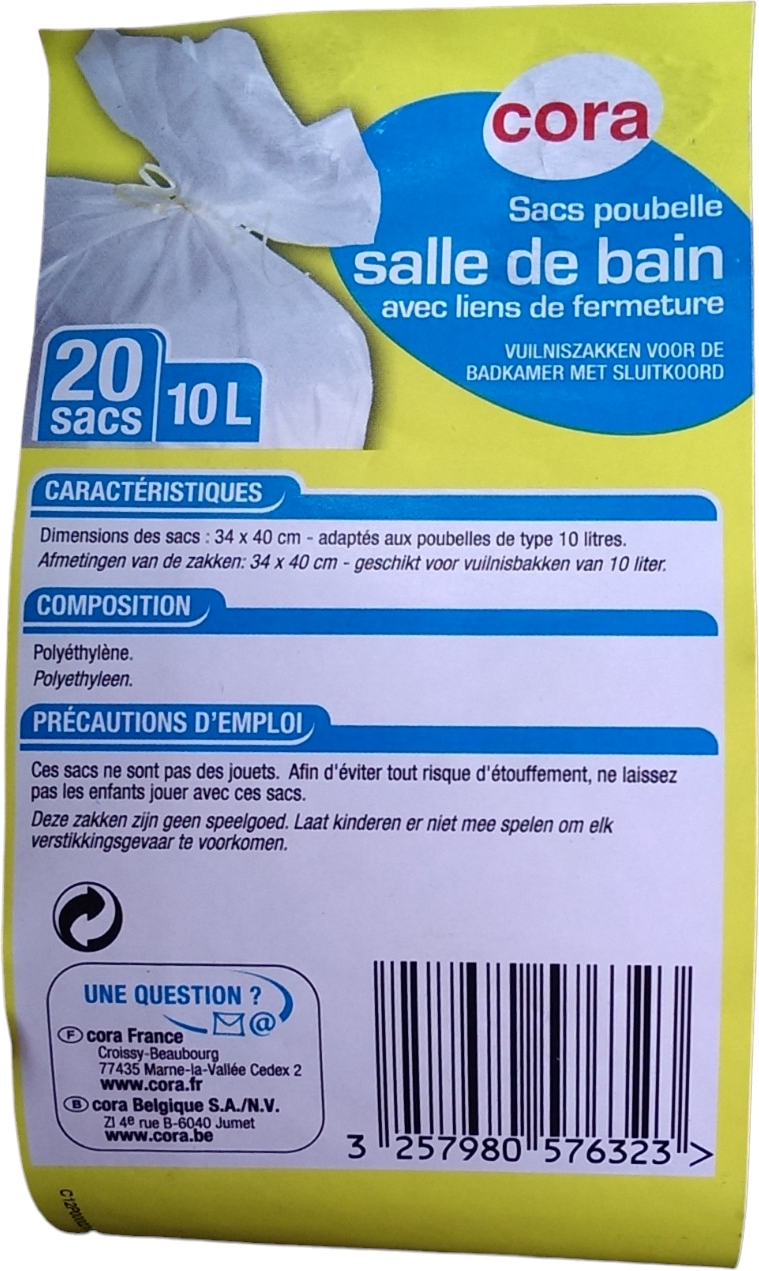 cora
Sacs poubelle
salle de bain
avec liens de fermeture
VUILNISZAKKEN VOOR DE
BADKAMER MET SLUITKOORD
20
sacs
10 L
CARACTÉRISTIQUES
Dimensions des sacs : 34 x 40 cm - adaptés aux poubelles de type 10 litres.
Afmetingen van de zakken: 34 x 40 cm - geschikt voor vuilnisbakken van 10 liter.
COMPOSITION
Polyéthylène.
Polyethyleen.
PRÉCAUTIONS D'EMPLOI
Ces sacs ne sont pas des jouets. Afin d'éviter tout risque d'étouffement, ne laissez
pas les enfants jouer avec ces sacs.
Deze zakken zijn geen speelgoed. Laat kinderen er niet mee spelen om elk
verstikkingsgevaar te voorkomen.
UNE QUESTION ?
@
F cora France
Croissy-Beaubourg
77435 Marne-la-Vallée Cedex 2
www.cora.fr
B cora Belgique S.A./N.V.
ZI 4e rue B-6040 Jumet
www.cora.be
3 257980 576323 >